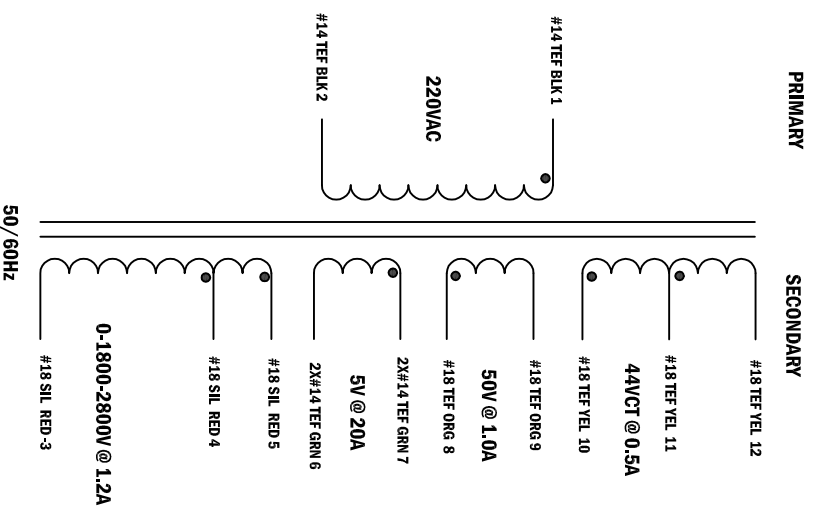 PRIMARY
SECONDARY
#14 TEF BLK 1
220VAC
#14 TEF BLK 2
#18 TEF YEL 12
#18 TEF YEL 11
44VCT @ 0.5A
#18 TEF YEL 10
#18 TEF ORG 9
50V @ 1.0A
#18 TEF ORG 8
2X#14 TEF GRN 7
5V @ 20A
2X#14 TEF GRN 6
#18 SIL RED 5
#18 SIL RED 4
0-1800-2800V @ 1.2A
#18 SIL RED -3
50/60Hz